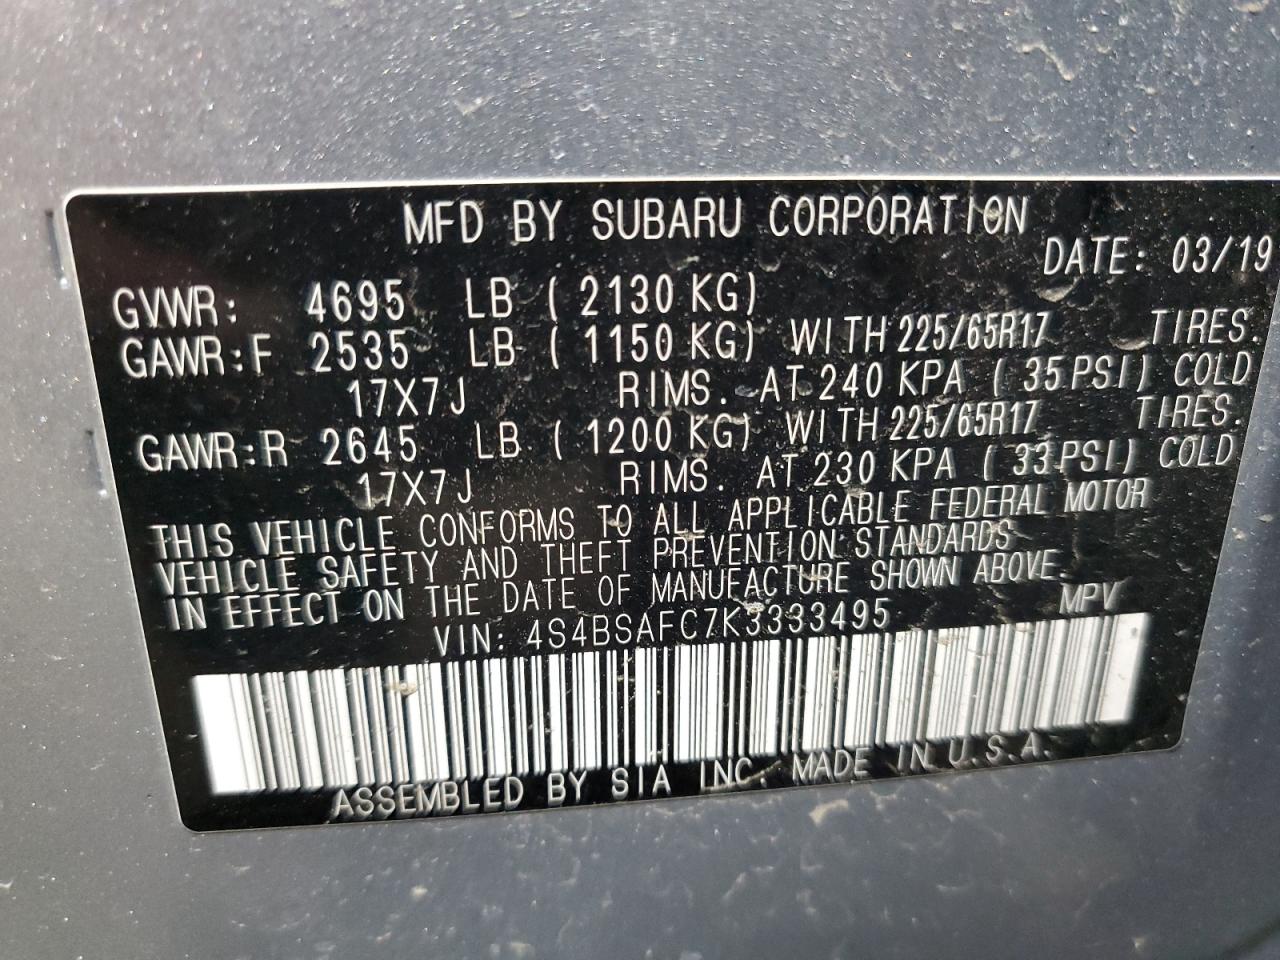 MFD BY SUBARU CORPORATION
DATE: 03/19
GVWR: 4695 LB ( 2130 KG)
GAWR:F 2535 LB ( 1150 KG) WITH 225/65R17 TIRES.
17X7J RIMS. AT 240 KPA ( 35 PSI) COLD
GAWR:R 2645 LB ( 1200 KG) WITH 225/65R17 TIRES.
17X7J RIMS. AT 230 KPA ( 33 PSI) COLD
THIS VEHICLE CONFORMS TO ALL APPLICABLE FEDERAL MOTOR
VEHICLE SAFETY AND THEFT PREVENTION STANDARDS
IN EFFECT ON THE DATE OF MANUFACTURE SHOWN ABOVE.
VIN: 4S4BSAFC7K3333495 MPV
ASSEMBLED BY SIA INC. MADE IN U.S.A.